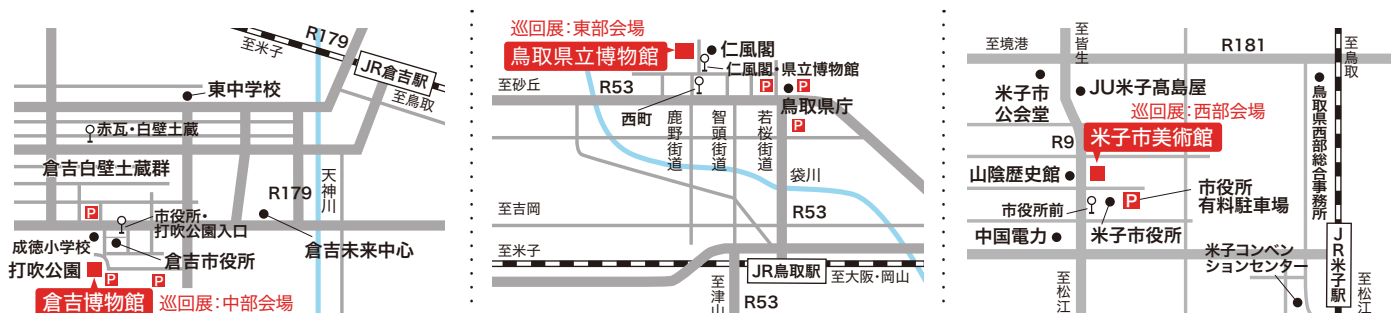 R179
至米子
JR倉吉駅
至鳥取
東中学校
赤瓦・白壁土蔵
倉吉白壁土蔵群
R179
天神川
P
市役所・
打吹公園入口
成徳小学校
倉吉市役所
倉吉未来中心
打吹公園
P
P
倉吉博物館
巡回展:中部会場
巡回展:東部会場
鳥取県立博物館
仁風閣
仁風閣・県立博物館
至砂丘
R53
P
P
西町
鳥取県庁
P
鹿野街道
智頭街道
若桜街道
袋川
至吉岡
R53
至米子
JR鳥取駅
至大阪・岡山
至津山
R53
至境港
至皆生
R181
至鳥取
米子市
公会堂
JU米子髙島屋
巡回展:西部会場
R9
米子市美術館
鳥取県西部総合事務所
山陰歴史館
市役所前
P
市役所
有料駐車場
中国電力
米子市役所
米子コンベン
ションセンター
JR米子駅
至松江
至松江